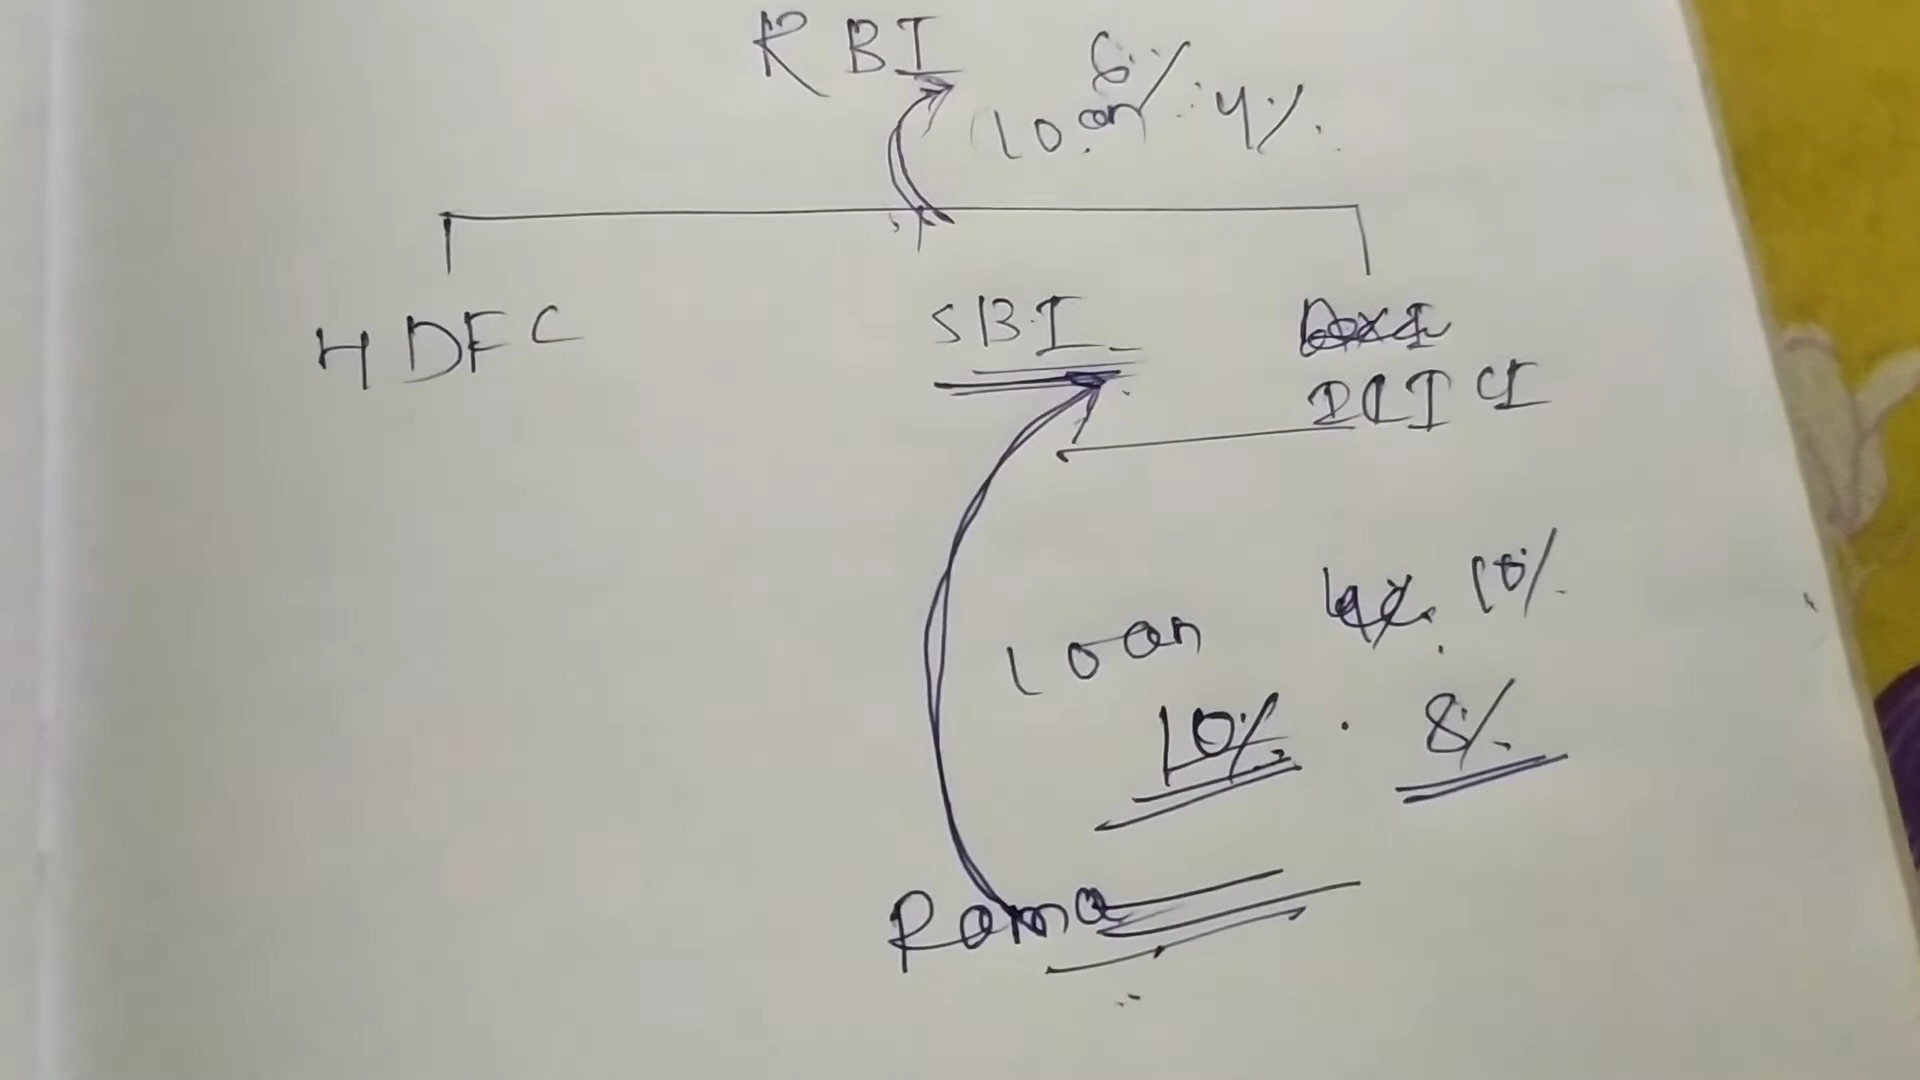 RBI
8%
loan 4%.
HDFC SBI
ICICI
10%.
loan
10%. 8%.
Rama